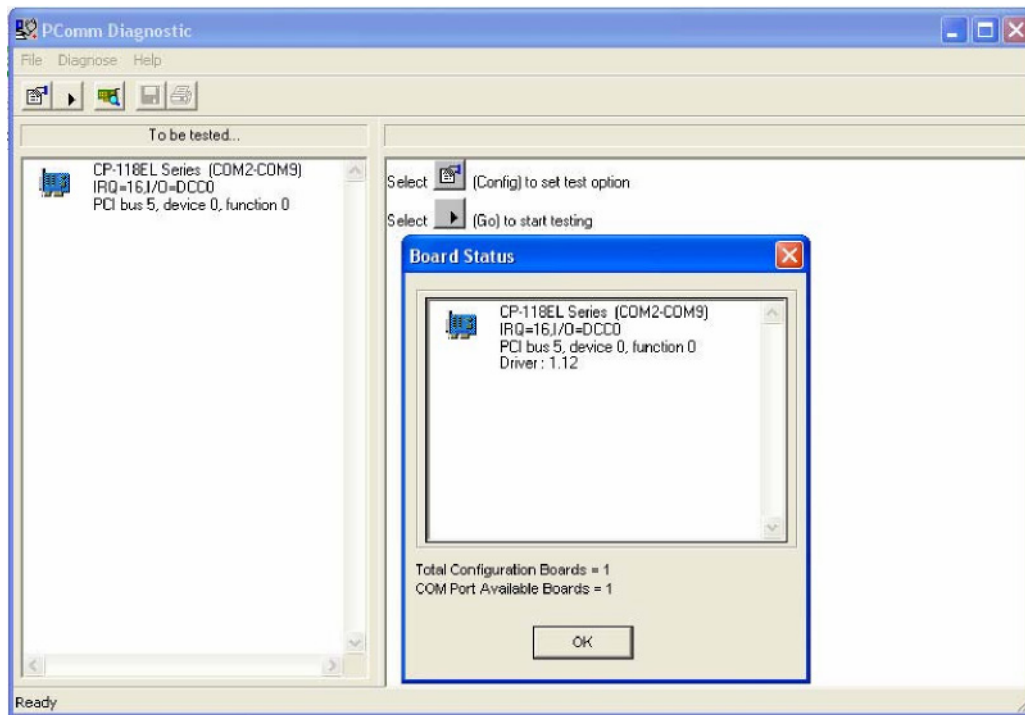 PComm Diagnostic
File Diagnose Help
To be tested...
CP-118EL Series (COM2-COM9)
IRQ=16,I/O=DCC0
PCI bus 5, device 0, function 0
Select (Config) to set test option
Select (Go) to start testing
Board Status
CP-118EL Series (COM2-COM9)
IRQ=16,I/O=DCC0
PCI bus 5, device 0, function 0
Driver : 1.12
Total Configuration Boards = 1
COM Port Available Boards = 1
OK
Ready